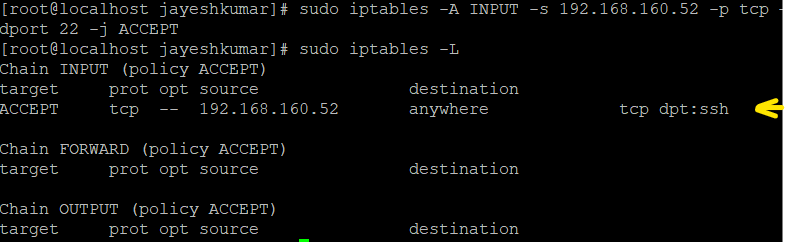 [root@localhost jayeshkumar]# sudo iptables -A INPUT -s 192.168.160.52 -p tcp -
dport 22 -j ACCEPT
[root@localhost jayeshkumar]# sudo iptables -L
Chain INPUT (policy ACCEPT)
target     prot opt source               destination
ACCEPT     tcp  --  192.168.160.52       anywhere             tcp dpt:ssh

Chain FORWARD (policy ACCEPT)
target     prot opt source               destination

Chain OUTPUT (policy ACCEPT)
target     prot opt source               destination